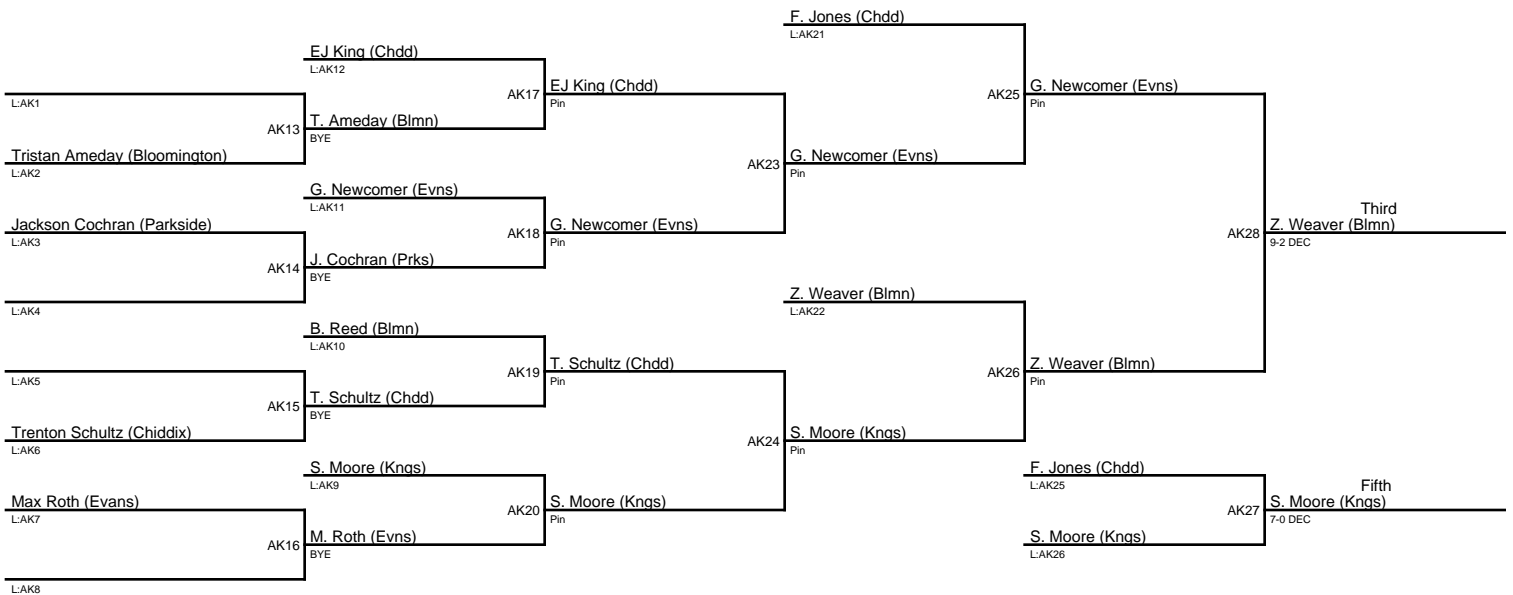 F. Jones (Chdd)
L:AK21
EJ King (Chdd)
L:AK12
AK17
EJ King (Chdd)
Pin
AK25
G. Newcomer (Evns)
Pin
L:AK1
AK13
T. Ameday (Blmn)
BYE
Tristan Ameday (Bloomington)
L:AK2
AK23
G. Newcomer (Evns)
Pin
G. Newcomer (Evns)
L:AK11
Jackson Cochran (Parkside)
L:AK3
AK18
G. Newcomer (Evns)
Pin
Third
AK28
Z. Weaver (Blmn)
9-2 DEC
AK14
J. Cochran (Prks)
BYE
L:AK4
Z. Weaver (Blmn)
L:AK22
B. Reed (Blmn)
L:AK10
AK19
T. Schultz (Chdd)
Pin
AK26
Z. Weaver (Blmn)
Pin
L:AK5
AK15
T. Schultz (Chdd)
BYE
Trenton Schultz (Chiddix)
L:AK6
AK24
S. Moore (Kngs)
Pin
S. Moore (Kngs)
L:AK9
F. Jones (Chdd)
L:AK25
Max Roth (Evans)
L:AK7
AK20
S. Moore (Kngs)
Pin
Fifth
AK27
S. Moore (Kngs)
7-0 DEC
AK16
M. Roth (Evns)
BYE
S. Moore (Kngs)
L:AK26
L:AK8